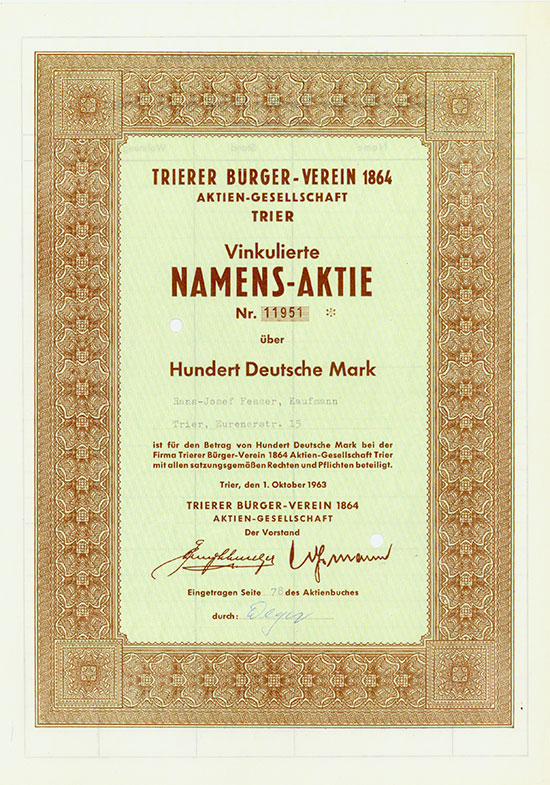 TRIERER BÜRGER-VEREIN 1864
AKTIEN-GESELLSCHAFT
TRIER
Vinkulierte
NAMENS-AKTIE
Nr. 11951 *
über
Hundert Deutsche Mark
Hans-Josef Kaufmann
Trier, Eurenerstr. 15
ist für den Betrag von Hundert Deutsche Mark bei der
Firma Trierer Bürger-Verein 1864 Aktien-Gesellschaft Trier
mit allen satzungsgemäßen Rechten und Pflichten beteiligt.
Trier, den 1. Oktober 1963
TRIERER BÜRGER-VEREIN 1864
AKTIEN-GESELLSCHAFT
Der Vorstand
Eingetragen Seite 78 des Aktienbuches
durch: